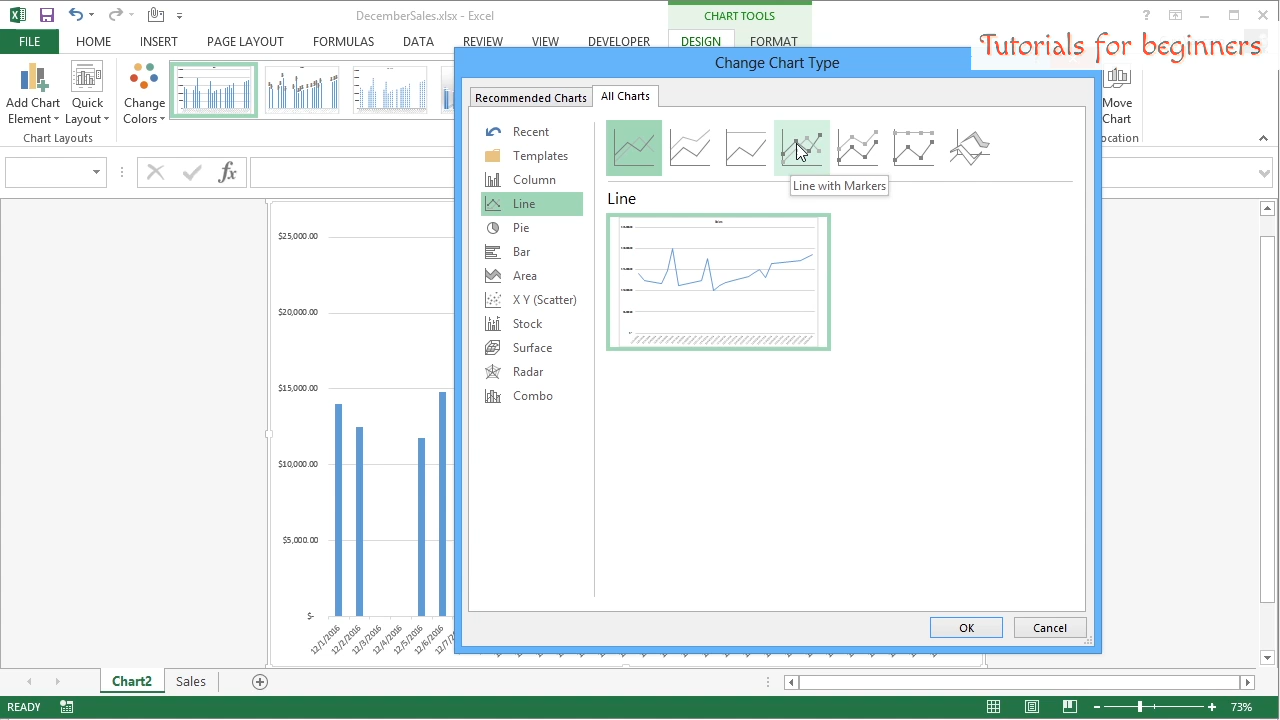 DecemberSales.xlsx - Excel
CHART TOOLS
FILE HOME INSERT PAGE LAYOUT FORMULAS DATA REVIEW VIEW DEVELOPER DESIGN FORMAT
Tutorials for beginners
Change Chart Type
Add Chart Element
Quick Layout
Change Colors
Move Chart
Chart Layouts
ocation
Recommended Charts
All Charts
Recent
Templates
Column
Line
Pie
Bar
Area
X Y (Scatter)
Stock
Surface
Radar
Combo
Line with Markers
Line
fx
$25,000.00
$20,000.00
$15,000.00
$10,000.00
$5,000.00
$-
12/1/2016
12/2/2016
12/3/2016
12/4/2016
12/5/2016
12/6/2016
OK
Cancel
Chart2
Sales
READY
73%